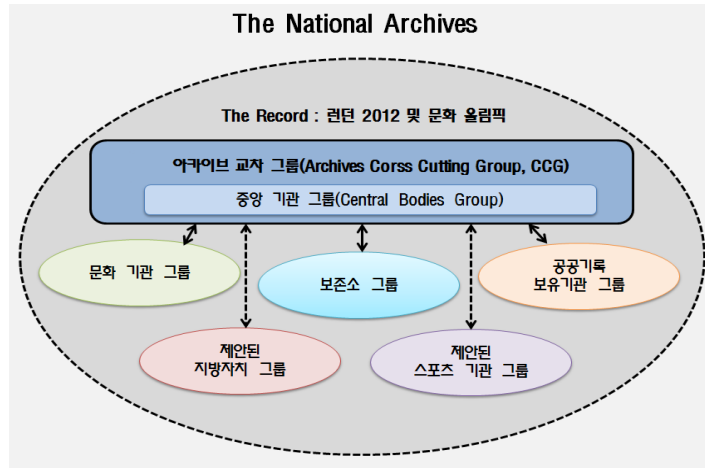 The National Archives
The Record : 런던 2012 및 문화 올림픽
아카이브 교차 그룹(Archives Corss Cutting Group, CCG)
중앙 기관 그룹(Central Bodies Group)
문화 기관 그룹
보존소 그룹
공공기록
보유기관 그룹
제안된
지방자치 그룹
제안된
스포츠 기관 그룹